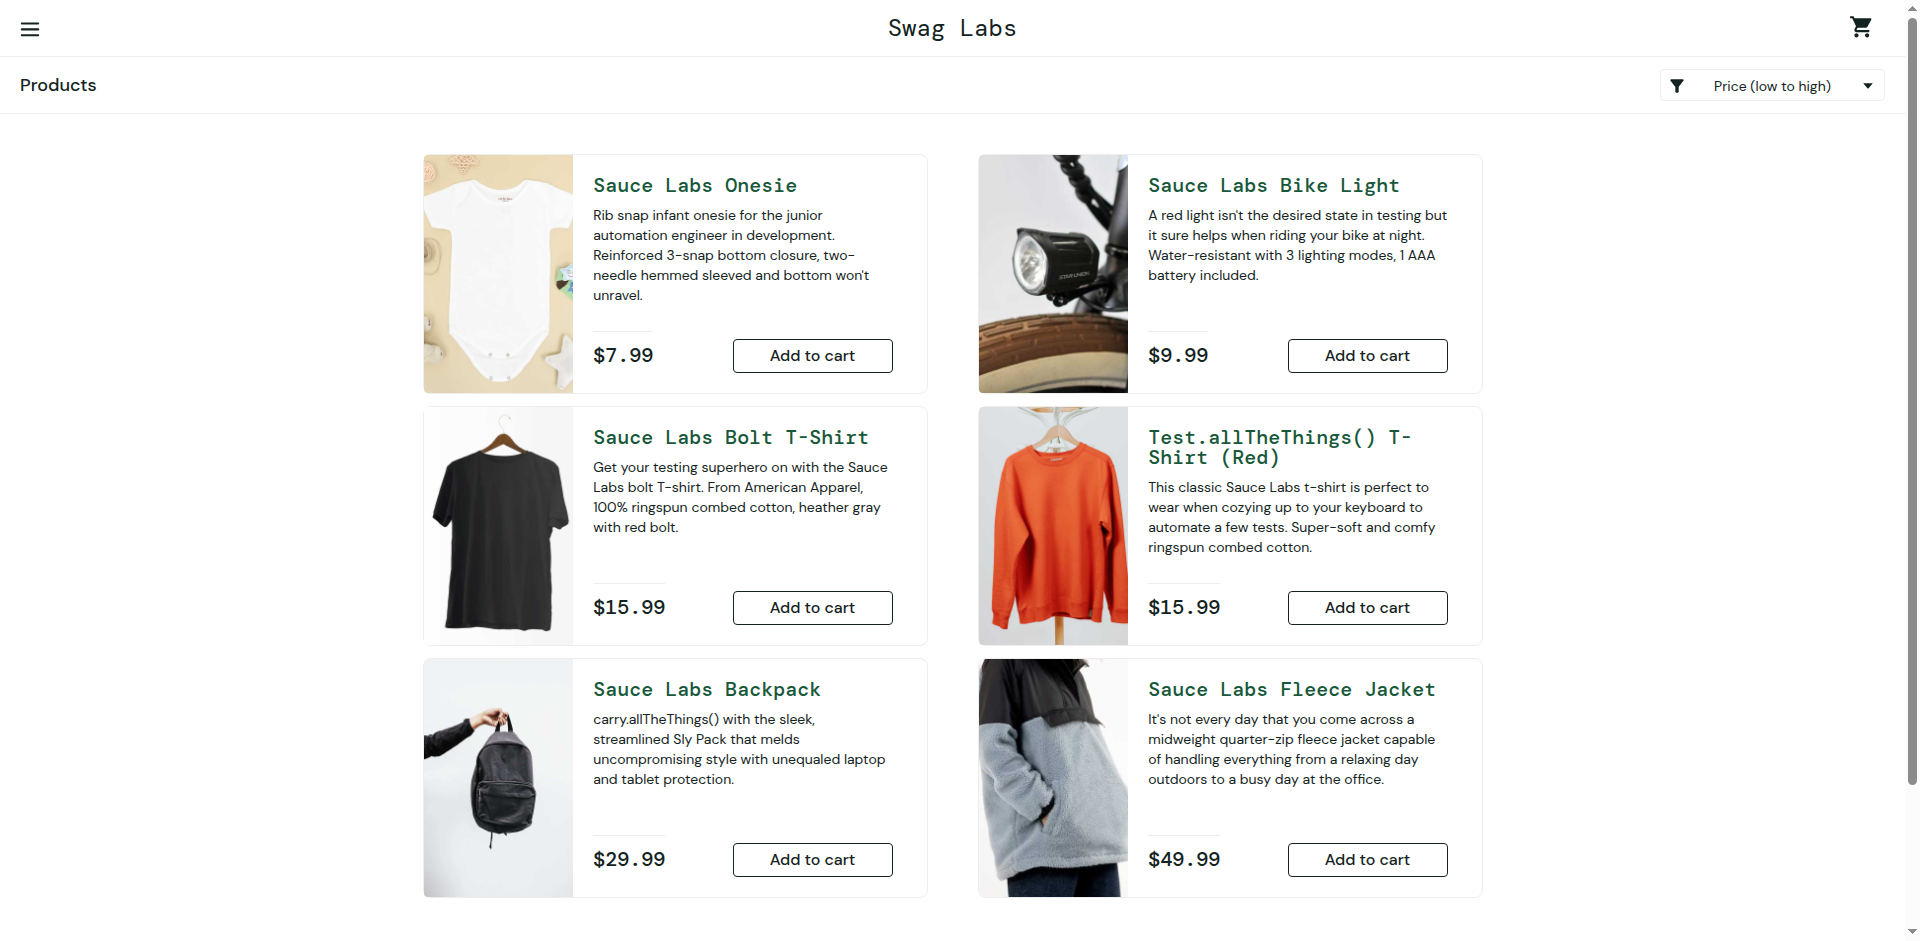 Swag Labs
Products
Price (low to high)
Sauce Labs Onesie
Rib snap infant onesie for the junior
automation engineer in development.
Reinforced 3-snap bottom closure, two-
needle hemmed sleeved and bottom won't
unravel.
$7.99
Add to cart
Sauce Labs Bike Light
A red light isn't the desired state in testing but
it sure helps when riding your bike at night.
Water-resistant with 3 lighting modes, 1 AAA
battery included.
$9.99
Add to cart
Sauce Labs Bolt T-Shirt
Get your testing superhero on with the Sauce
Labs bolt T-shirt. From American Apparel,
100% ringspun combed cotton, heather gray
with red bolt.
$15.99
Add to cart
Test.allTheThings() T-
Shirt (Red)
This classic Sauce Labs t-shirt is perfect to
wear when cozying up to your keyboard to
automate a few tests. Super-soft and comfy
ringspun combed cotton.
$15.99
Add to cart
Sauce Labs Backpack
carry.allTheThings() with the sleek,
streamlined Sly Pack that melds
uncompromising style with unequaled laptop
and tablet protection.
$29.99
Add to cart
Sauce Labs Fleece Jacket
It's not every day that you come across a
midweight quarter-zip fleece jacket capable
of handling everything from a relaxing day
outdoors to a busy day at the office.
$49.99
Add to cart